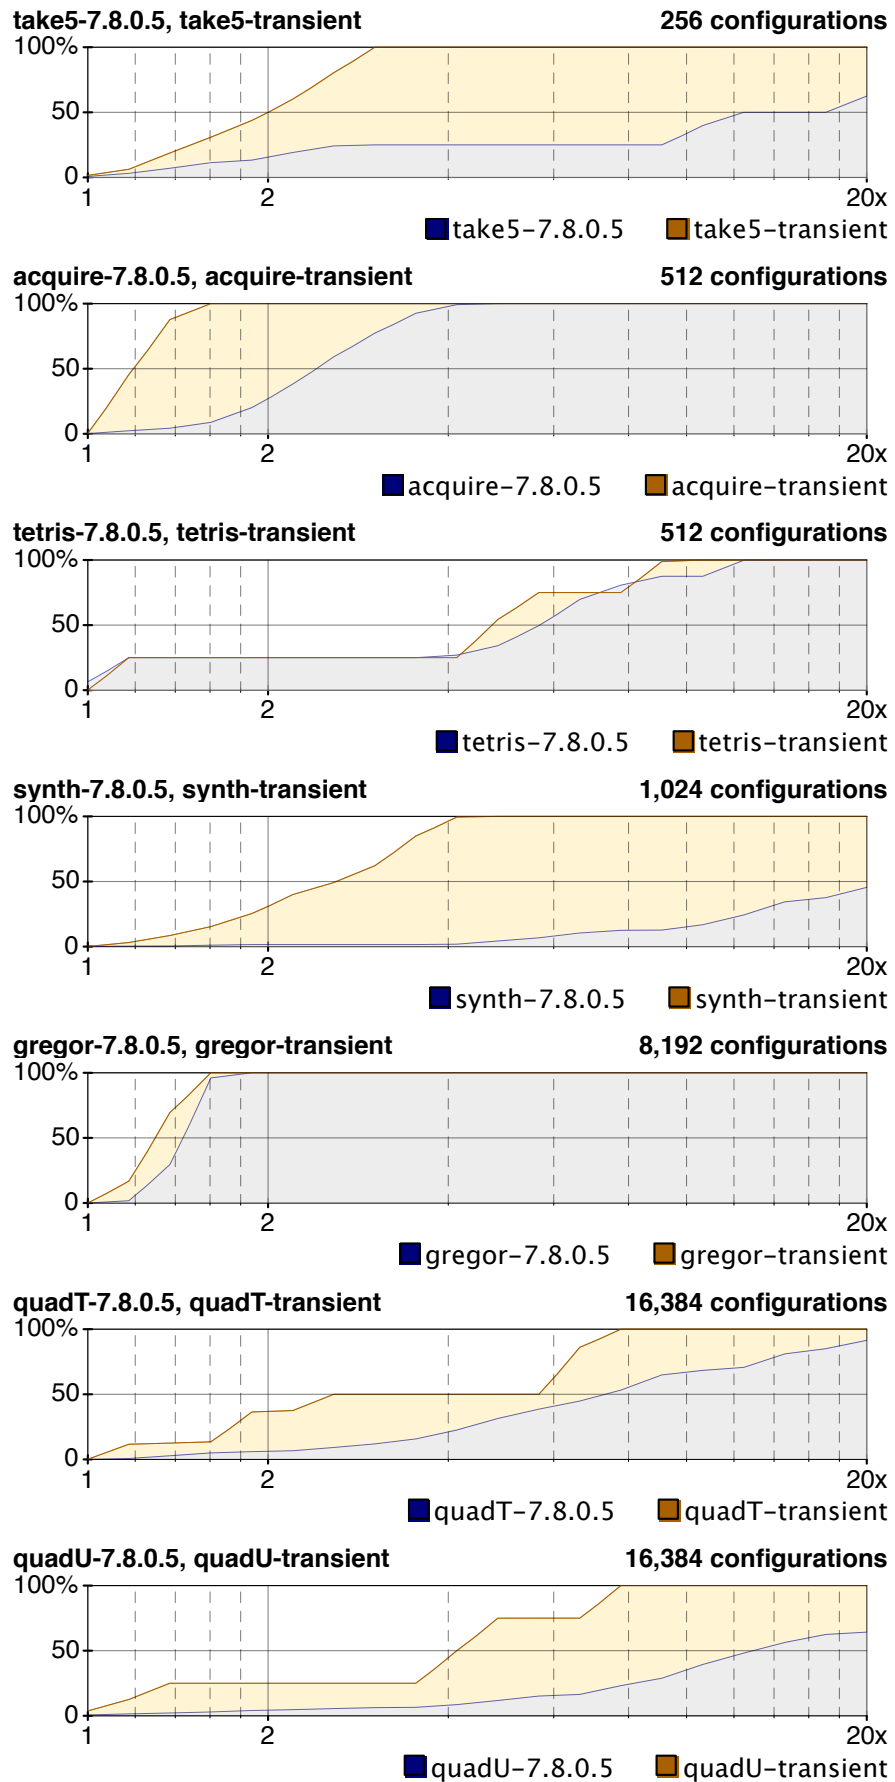 take5-7.8.0.5, take5-transient 256 configurations
100%
50
0
1 2 20x
take5-7.8.0.5 take5-transient
acquire-7.8.0.5, acquire-transient 512 configurations
100%
50
0
1 2 20x
acquire-7.8.0.5 acquire-transient
tetris-7.8.0.5, tetris-transient 512 configurations
100%
50
0
1 2 20x
tetris-7.8.0.5 tetris-transient
synth-7.8.0.5, synth-transient 1,024 configurations
100%
50
0
1 2 20x
synth-7.8.0.5 synth-transient
gregor-7.8.0.5, gregor-transient 8,192 configurations
100%
50
0
1 2 20x
gregor-7.8.0.5 gregor-transient
quadT-7.8.0.5, quadT-transient 16,384 configurations
100%
50
0
1 2 20x
quadT-7.8.0.5 quadT-transient
quadU-7.8.0.5, quadU-transient 16,384 configurations
100%
50
0
1 2 20x
quadU-7.8.0.5 quadU-transient